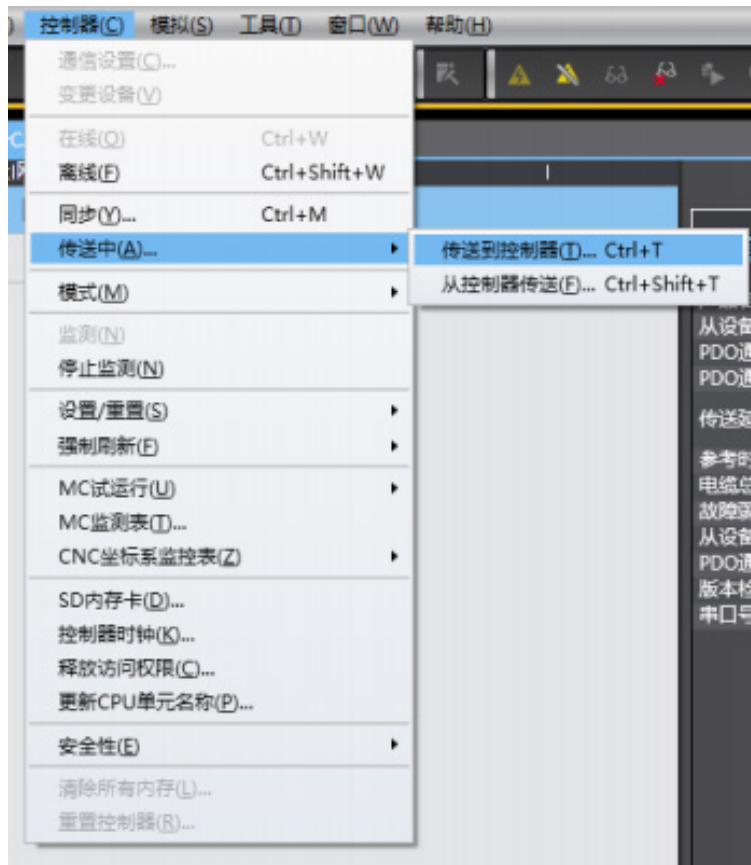 控制器(C) 模拟(S) 工具(T) 窗口(W) 帮助(H)
通信设置(C)...
变更设备(V)
在线(O) Ctrl+W
离线(F) Ctrl+Shift+W
同步(Y)... Ctrl+M
传送中(A)...
传送到控制器(T)... Ctrl+T
从控制器传送(F)... Ctrl+Shift+T
模式(M)
监测(N)
停止监测(N)
设置/重置(S)
强制刷新(F)
MC试运行(U)
MC监测表(T)...
CNC坐标系监控表(Z)
SD内存卡(D)...
控制器时钟(K)...
释放访问权限(C)...
更新CPU单元名称(P)...
安全性(E)
清除所有内存(L)...
重置控制器(R)...
从设备
PDO通
PDO通
传送延
参考时
电缆总
故障
从设备
PDO通
版本检
串口号